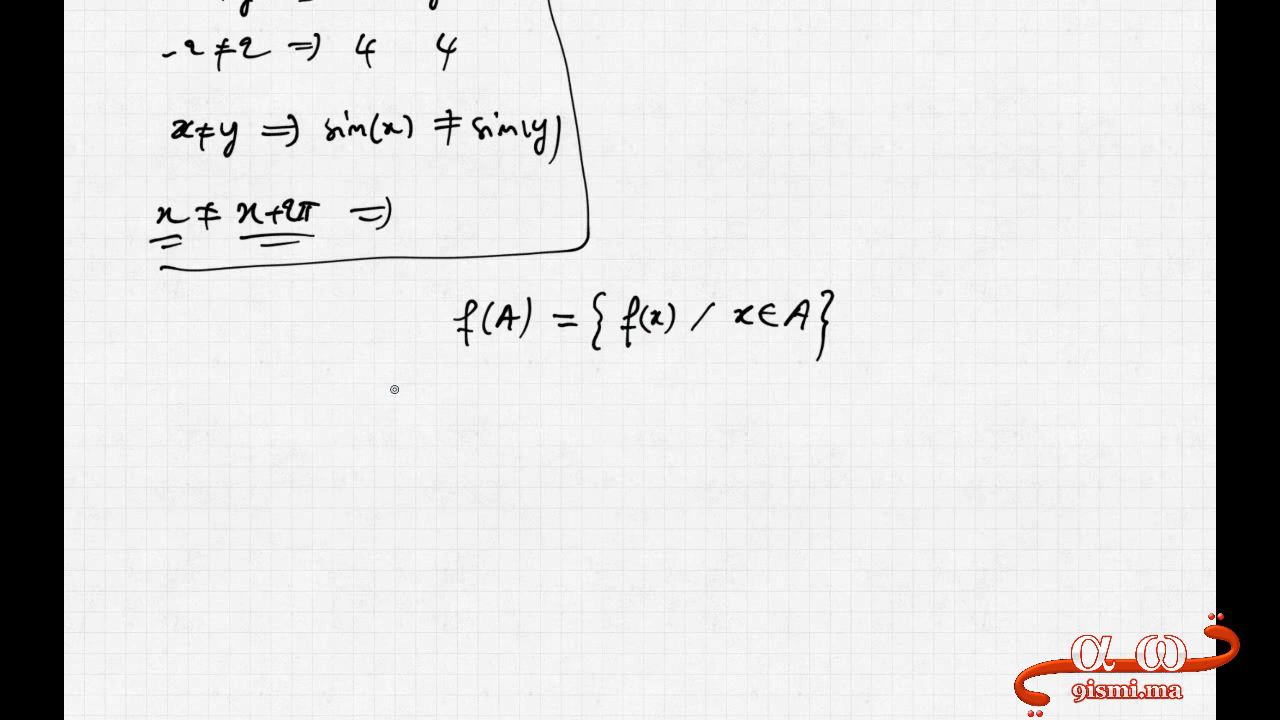 -2 ≠ 2 ⇒ 4 4
x ≠ y ⇒ sin(x) ≠ sin(y)
x ≠ x+2π ⇒
f(A) = { f(x) / x ∈ A }
α ω
9ismi.ma